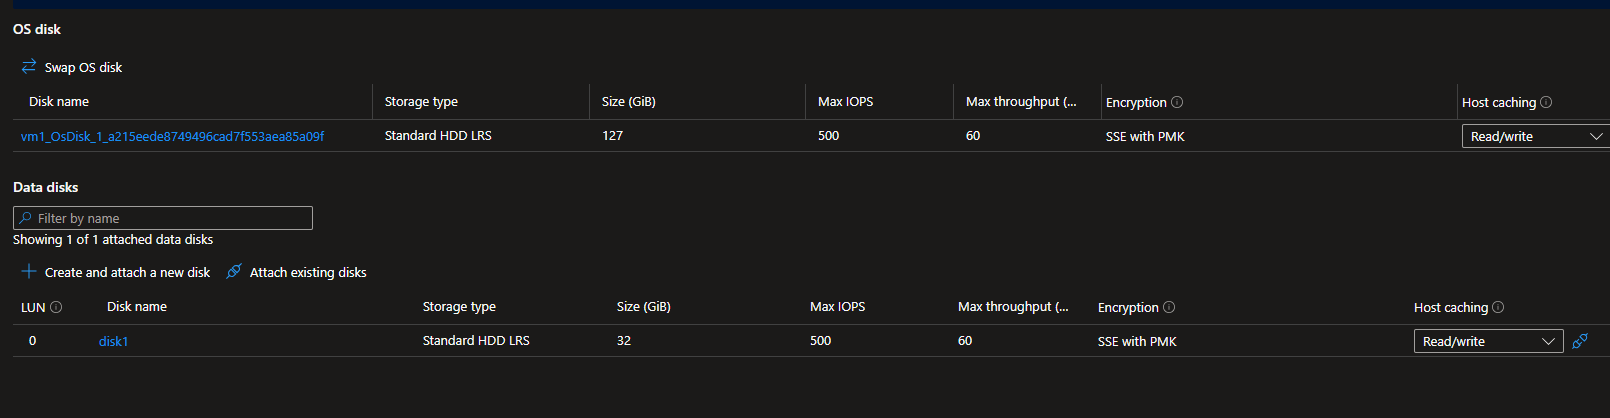 OS disk
Swap OS disk
Disk name Storage type Size (GiB) Max IOPS Max throughput (... Encryption Host caching
vm1_OsDisk_1_a215eede8749496cad7f553aea85a09f Standard HDD LRS 127 500 60 SSE with PMK Read/write
Data disks
Filter by name
Showing 1 of 1 attached data disks
Create and attach a new disk Attach existing disks
LUN Disk name Storage type Size (GiB) Max IOPS Max throughput (... Encryption Host caching
0 disk1 Standard HDD LRS 32 500 60 SSE with PMK Read/write